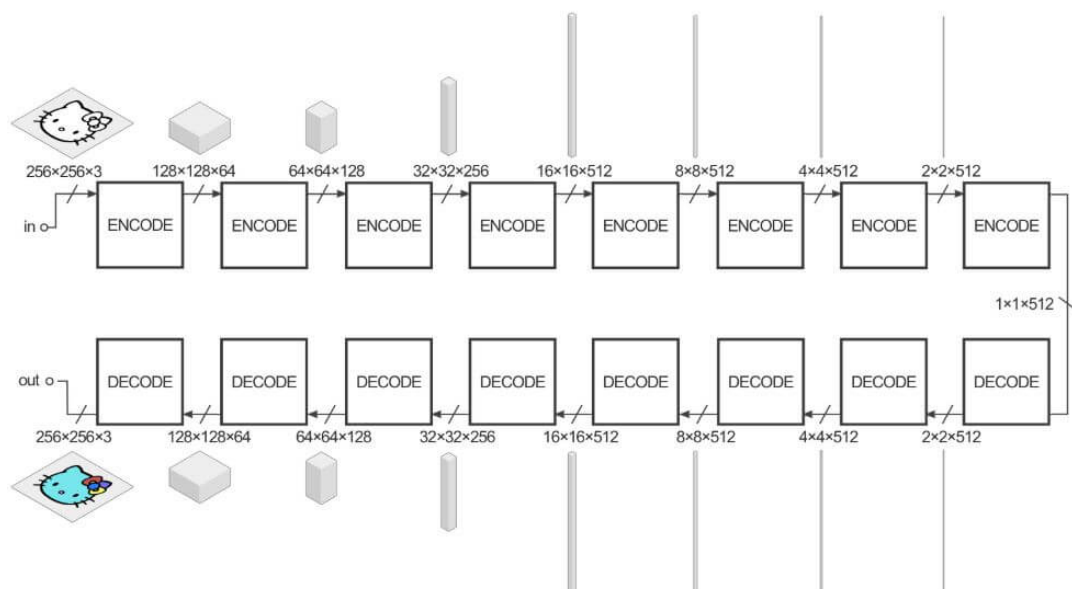 256×256×3 128×128×64 64×64×128 32×32×256 16×16×512 8×8×512 4×4×512 2×2×512
in
ENCODE ENCODE ENCODE ENCODE ENCODE ENCODE ENCODE ENCODE
1×1×512
out
DECODE DECODE DECODE DECODE DECODE DECODE DECODE DECODE
256×256×3 128×128×64 64×64×128 32×32×256 16×16×512 8×8×512 4×4×512 2×2×512